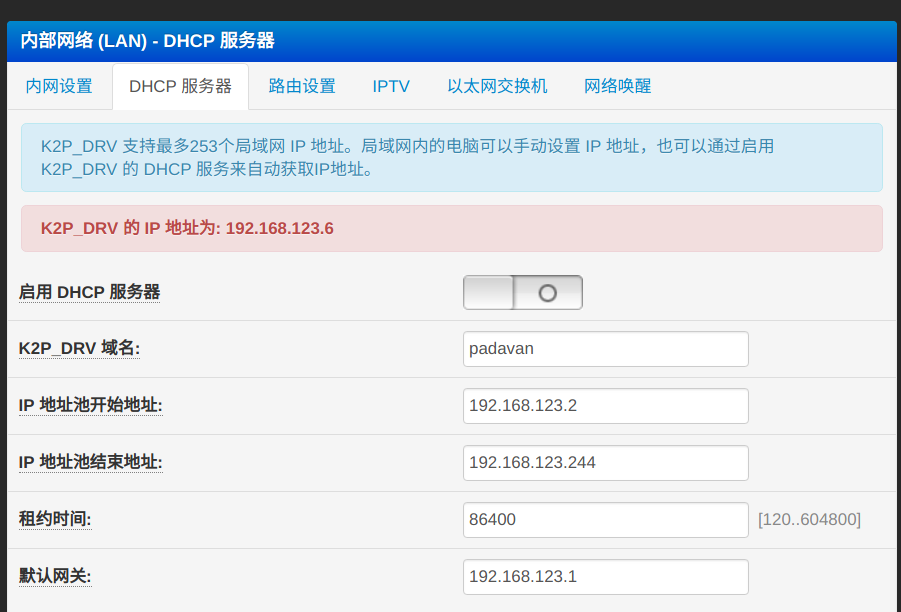 内部网络 (LAN) - DHCP 服务器
内网设置 DHCP 服务器 路由设置 IPTV 以太网交换机 网络唤醒
K2P_DRV 支持最多253个局域网 IP 地址。局域网内的电脑可以手动设置 IP 地址，也可以通过启用
K2P_DRV 的 DHCP 服务来自动获取IP地址。
K2P_DRV 的 IP 地址为: 192.168.123.6
启用 DHCP 服务器
K2P_DRV 域名: padavan
IP 地址池开始地址: 192.168.123.2
IP 地址池结束地址: 192.168.123.244
租约时间: 86400 [120..604800]
默认网关: 192.168.123.1